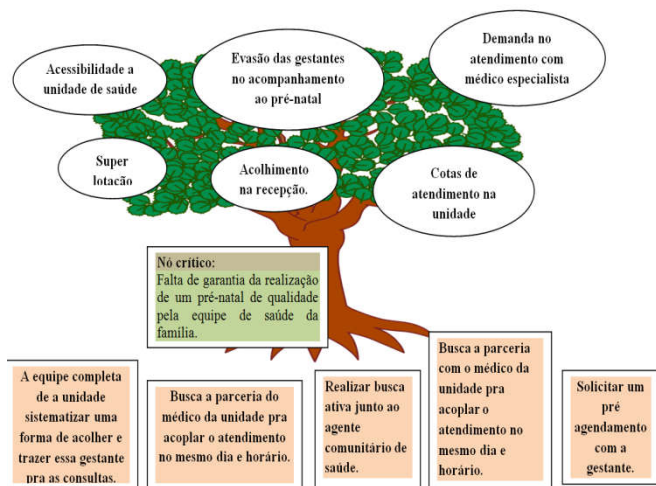 Acessibilidade a
unidade de saúde
Evasão das gestantes
no acompanhamento
ao pré-natal
Demanda no
atendimento com
médico especialista
Super
lotação
Acolhimento
na recepção.
Cotas de
atendimento na
unidade
Nó crítico:
Falta de garantia da realização
de um pré-natal de qualidade
pela equipe de saúde da
família.
A equipe completa
de a unidade
sistematizar uma
forma de acolher e
trazer essa gestante
pra as consultas.
Busca a parceria do
médico da unidade pra
acoplar o atendimento
no mesmo dia e horário.
Realizar busca
ativa junto ao
agente
comunitário de
saúde.
Busca a parceria
com o médico da
unidade pra
acoplar o
atendimento no
mesmo dia e
horário.
Solicitar um
pré
agendamento
com a
gestante.